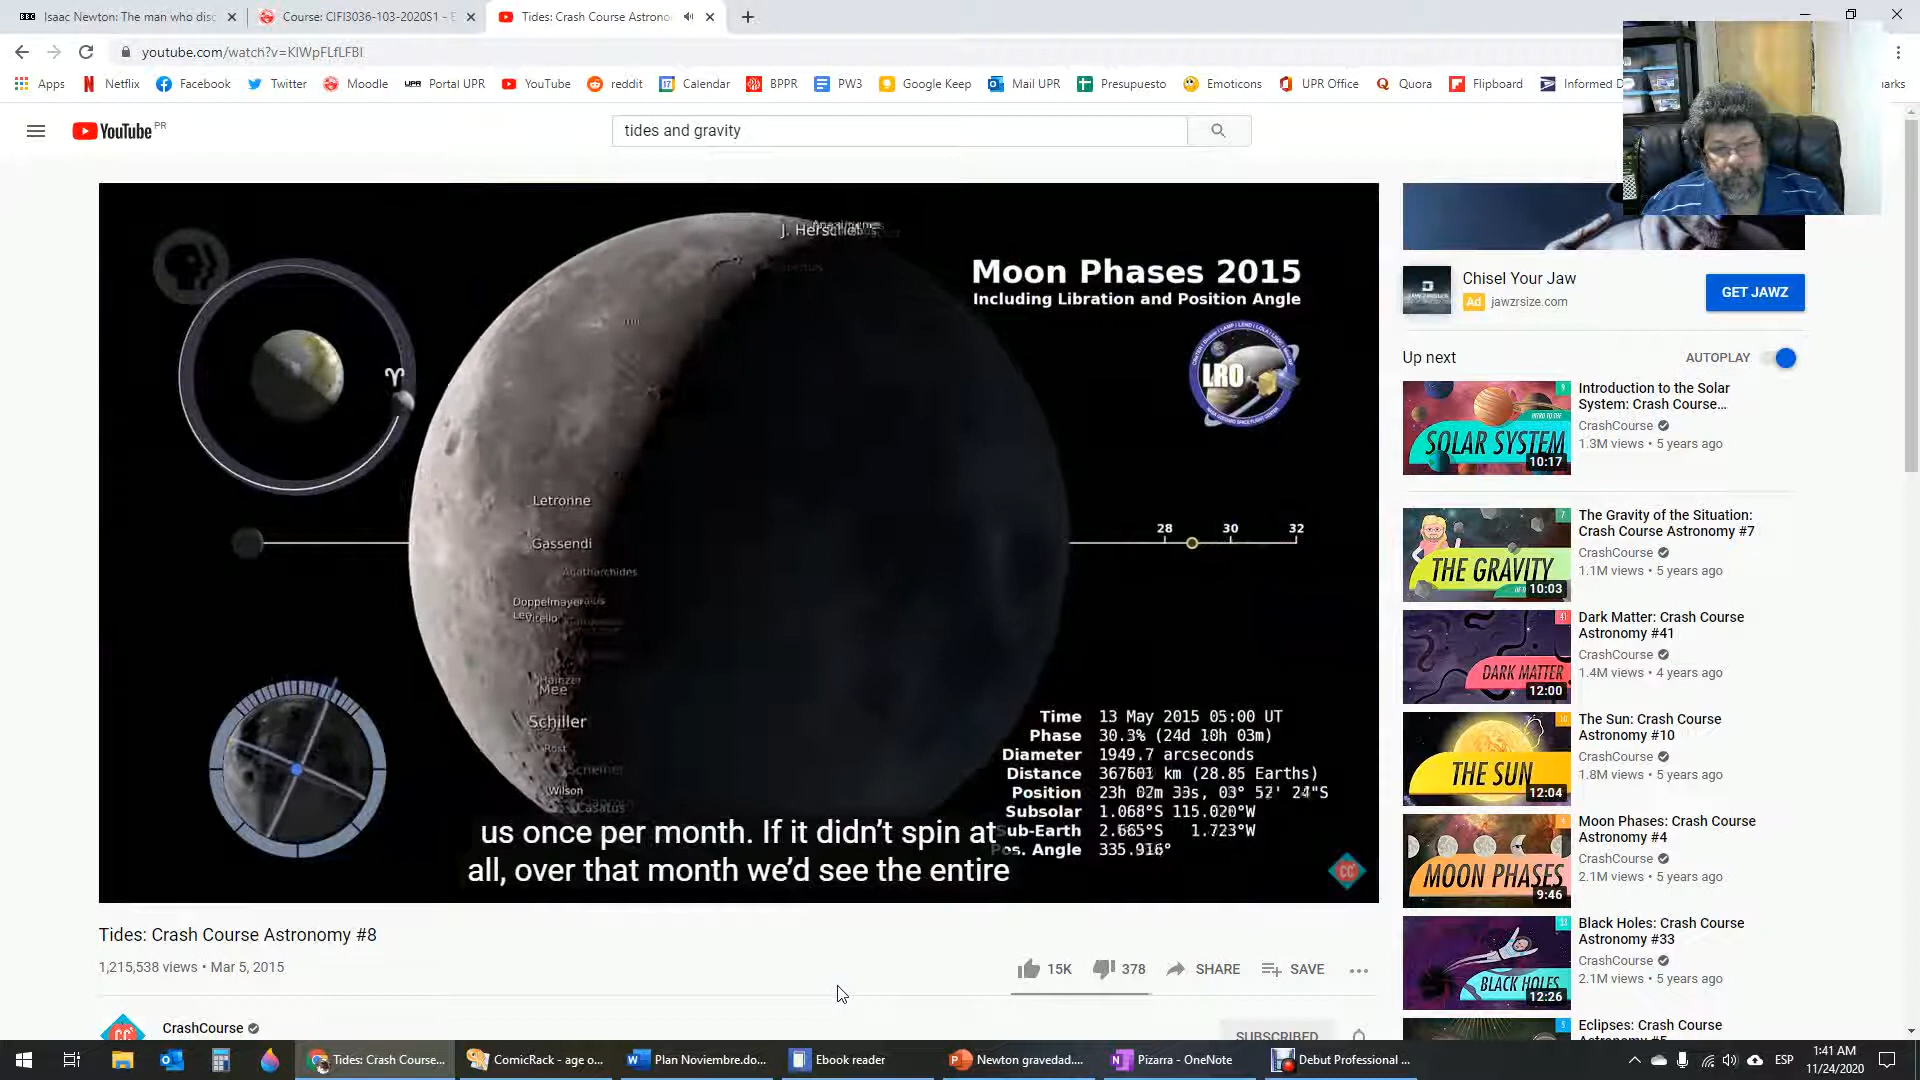 Isaac Newton: The man who disc
Course: CIFI3036-103-2020S1 - E
Tides: Crash Course Astrono
youtube.com/watch?v=KlWpFLfLFBI
Apps
Netflix
Facebook
Twitter
Moodle
UPR Portal UPR
YouTube
reddit
Calendar
BPPR
PW3
Google Keep
Mail UPR
Presupuesto
Emoticons
UPR Office
Quora
Flipboard
Informed D
arks
YouTube PR
tides and gravity
J. Herschel
Moon Phases 2015
Including Libration and Position Angle
LRO
Letronne
Gassendi
Agatharchides
Doppelmayer
Vitello
28 30 32
Hainzel
Mee
Schiller
Rost
Scheiner
Wilson
Casatus
Time 13 May 2015 05:00 UT
Phase 30.3% (24d 10h 03m)
Diameter 1949.7 arcseconds
Distance km (28.85 Earths)
Position 23h
Subsolar 1.068°S 115.020°W
Sub-Earth 2.665°S 1.723°W
Pos. Angle
us once per month. If it didn't spin at
all, over that month we'd see the entire
CC
Tides: Crash Course Astronomy #8
1,215,538 views • Mar 5, 2015
15K
378
SHARE
SAVE
CrashCourse
SUBSCRIBED
Chisel Your Jaw
Ad jawzrsize.com
GET JAWZ
Up next
AUTOPLAY
SOLAR SYSTEM
10:17
Introduction to the Solar
System: Crash Course...
CrashCourse
1.3M views • 5 years ago
THE GRAVITY
10:03
The Gravity of the Situation:
Crash Course Astronomy #7
CrashCourse
1.1M views • 5 years ago
DARK MATTER
12:00
Dark Matter: Crash Course
Astronomy #41
CrashCourse
1.4M views • 4 years ago
THE SUN
12:04
The Sun: Crash Course
Astronomy #10
CrashCourse
1.8M views • 5 years ago
MOON PHASES
9:46
Moon Phases: Crash Course
Astronomy #4
CrashCourse
2.1M views • 5 years ago
BLACK HOLES
12:26
Black Holes: Crash Course
Astronomy #33
CrashCourse
2.1M views • 5 years ago
Eclipses: Crash Course
Tides: Crash Course...
ComicRack - age o...
Plan Noviembre.do...
Ebook reader
Newton gravedad....
Pizarra - OneNote
Debut Professional ...
ESP
1:41 AM
11/24/2020